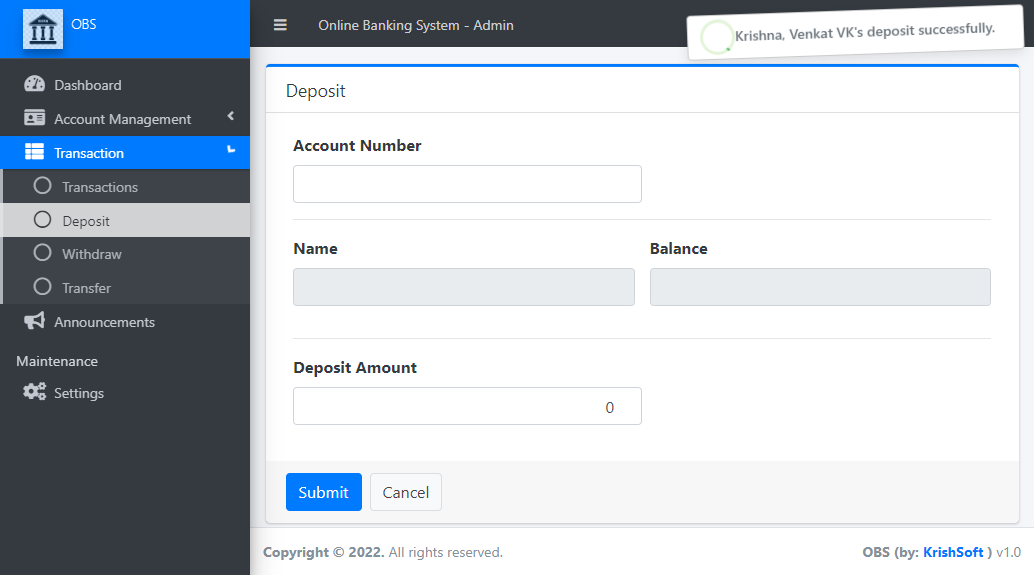 OBS
Online Banking System - Admin
Krishna, Venkat VK's deposit successfully.
Dashboard
Account Management
Transaction
Transactions
Deposit
Withdraw
Transfer
Announcements
Maintenance
Settings
Deposit
Account Number
Name Balance
Deposit Amount
0
Submit Cancel
Copyright © 2022. All rights reserved. OBS (by: KrishSoft ) v1.0